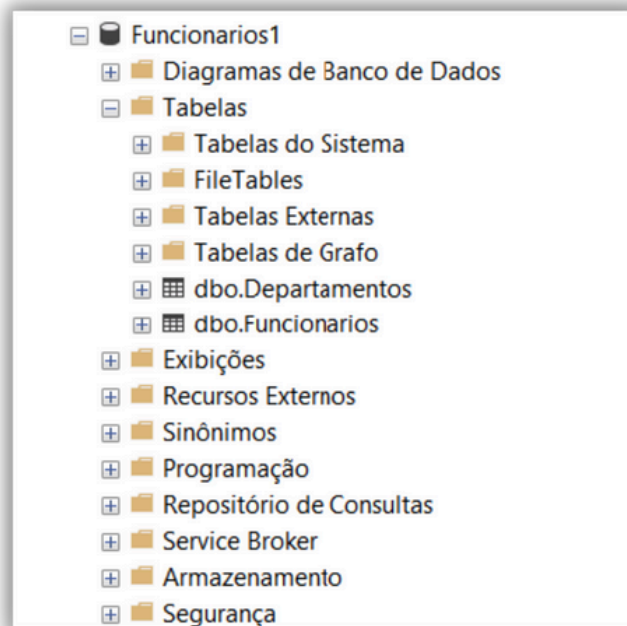 Funcionarios1
Diagramas de Banco de Dados
Tabelas
Tabelas do Sistema
FileTables
Tabelas Externas
Tabelas de Grafo
dbo.Departamentos
dbo.Funcionarios
Exibições
Recursos Externos
Sinônimos
Programação
Repositório de Consultas
Service Broker
Armazenamento
Segurança